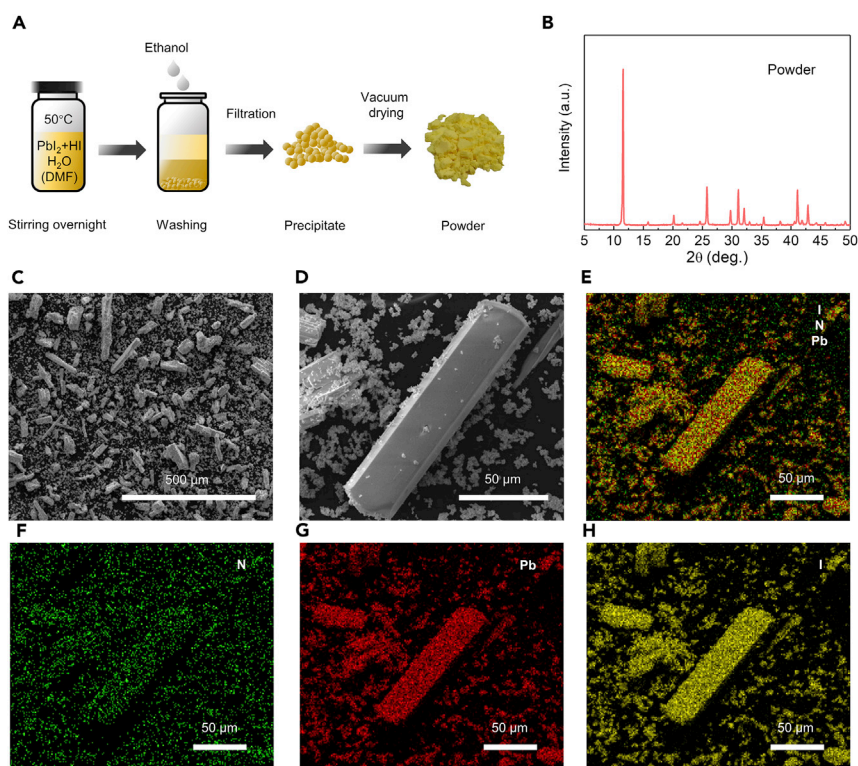 A
Ethanol
50°C
PbI₂+HI
H₂O
(DMF)
Filtration
Vacuum
drying
Stirring overnight
Washing
Precipitate
Powder
B
Powder
Intensity (a.u.)
5 10 15 20 25 30 35 40 45 50
2θ (deg.)
C
500 μm
D
50 μm
E
I
N
Pb
50 μm
F
N
50 μm
G
Pb
50 μm
H
I
50 μm